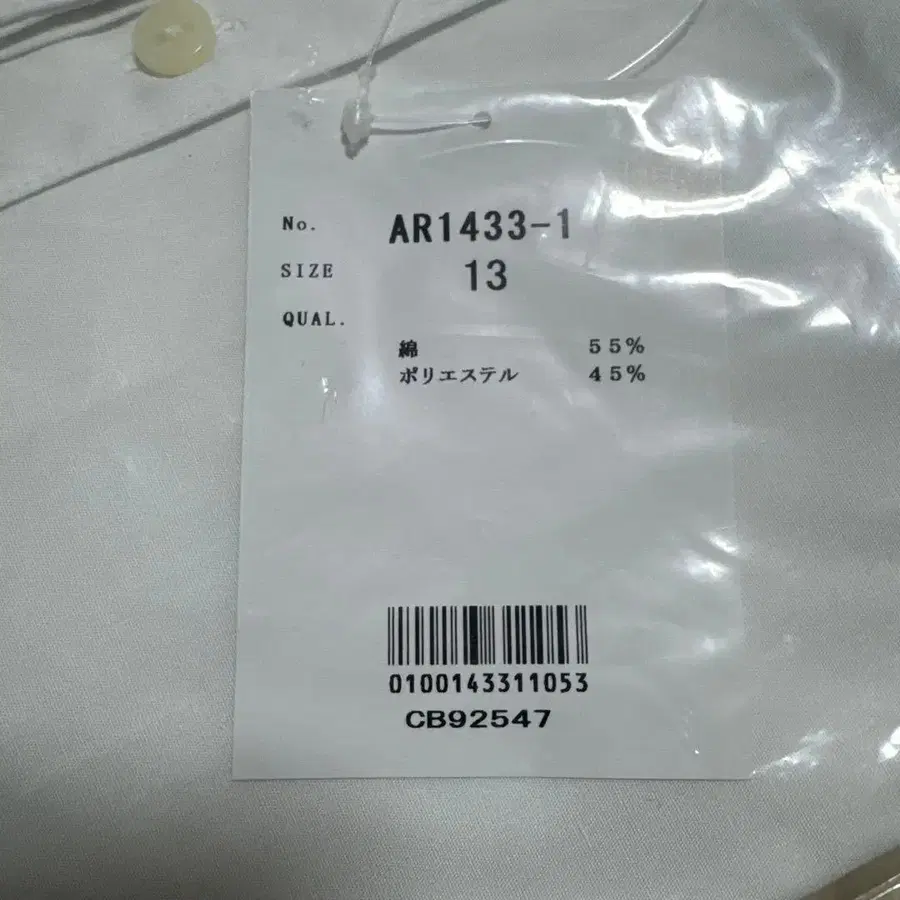 No. AR1433-1
SIZE 13
QUAL.
綿 55%
ポリエステル 45%
0100143311053
CB92547